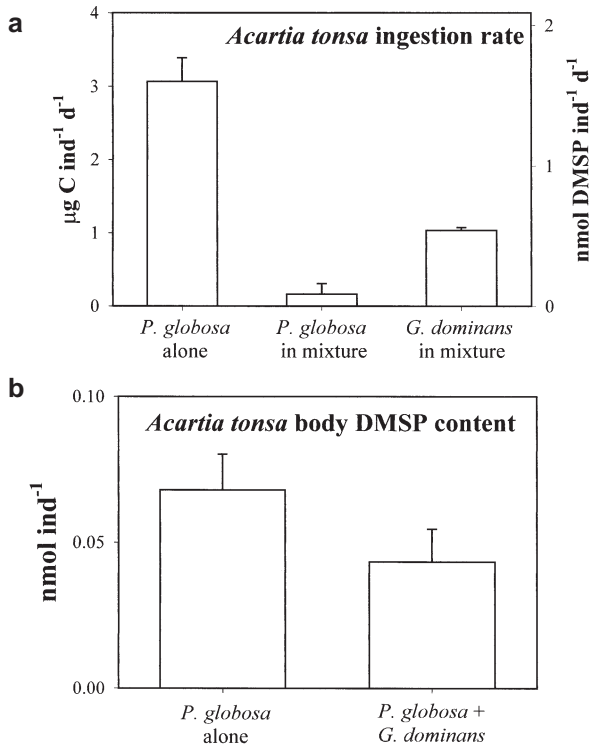 a
Acartia tonsa ingestion rate
4
3
2
1
0
µg C ind⁻¹ d⁻¹
2
1
0
nmol DMSP ind⁻¹ d⁻¹
P. globosa
alone
P. globosa
in mixture
G. dominans
in mixture
b
Acartia tonsa body DMSP content
0.10
0.05
0.00
nmol ind⁻¹
P. globosa
alone
P. globosa +
G. dominans